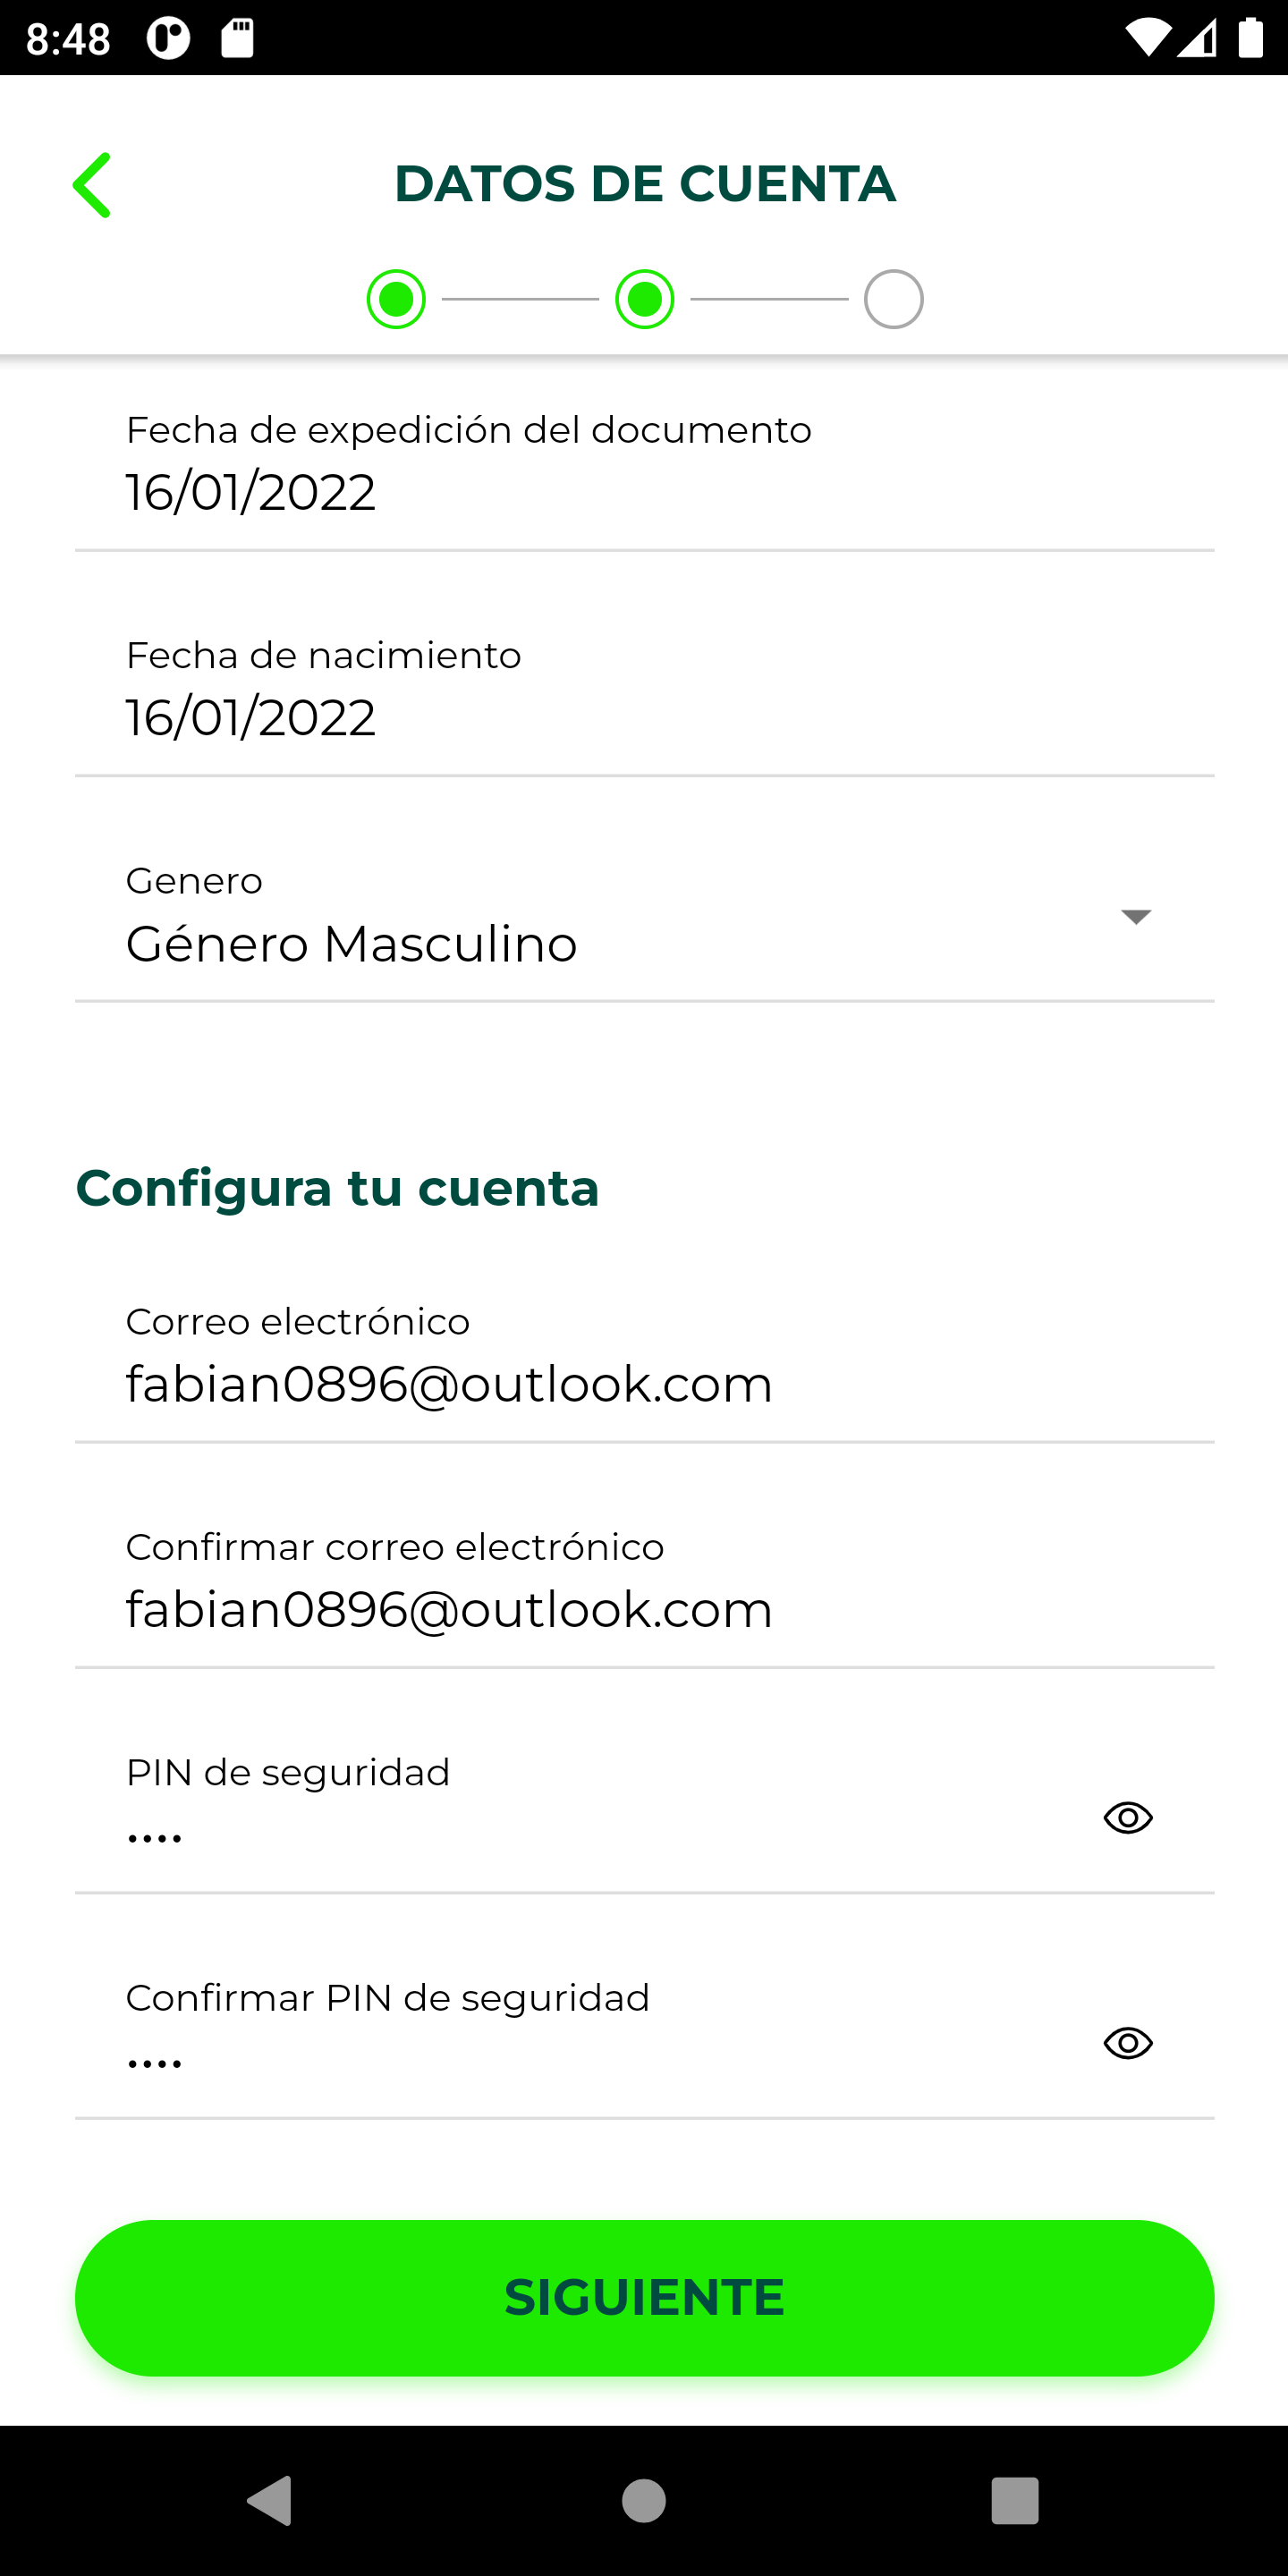 8:48
DATOS DE CUENTA
Fecha de expedición del documento
16/01/2022
Fecha de nacimiento
16/01/2022
Genero
Género Masculino
Configura tu cuenta
Correo electrónico
fabian0896@outlook.com
Confirmar correo electrónico
fabian0896@outlook.com
PIN de seguridad
••••
Confirmar PIN de seguridad
••••
SIGUIENTE